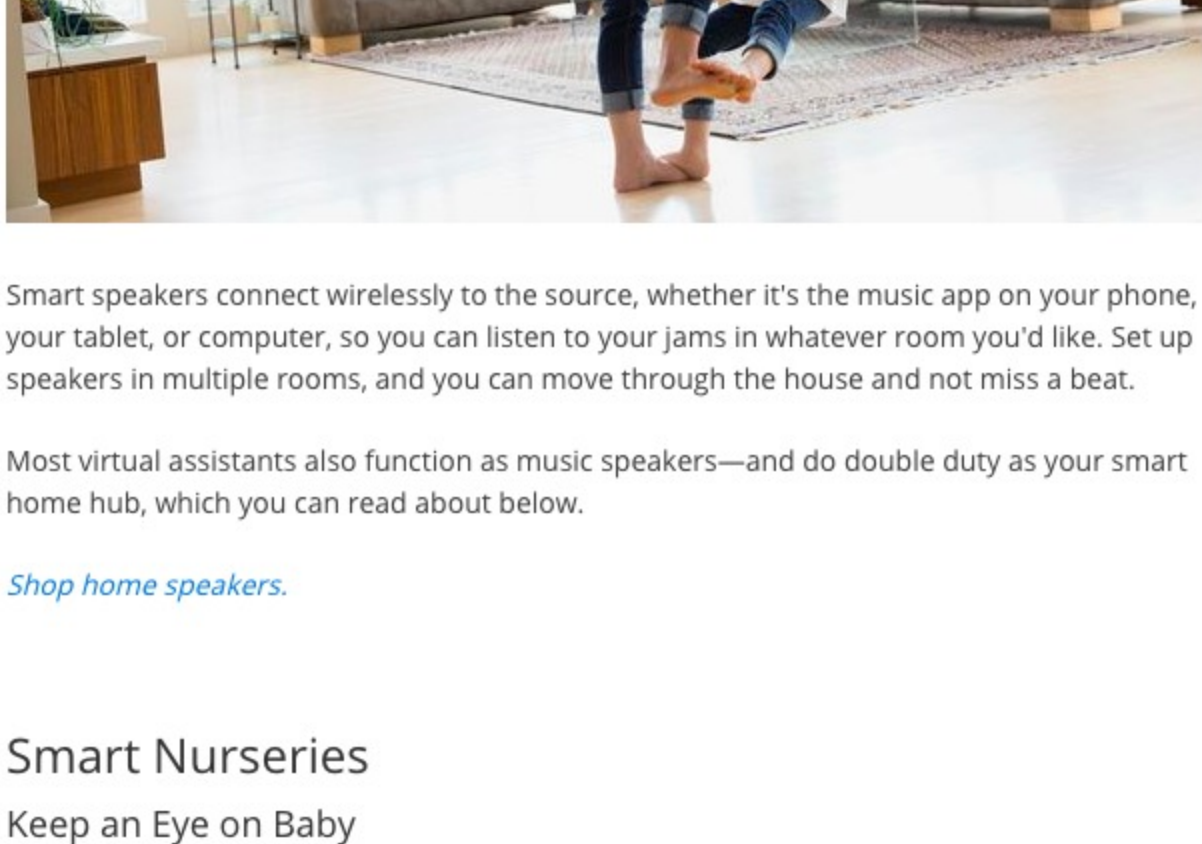 Smart speakers connect wirelessly to the source, whether it's the music app on your phone,
your tablet, or computer, so you can listen to your jams in whatever room you'd like. Set up
speakers in multiple rooms, and you can move through the house and not miss a beat.
Most virtual assistants also function as music speakers—and do double duty as your smart
home hub, which you can read about below.
Shop home speakers.
Smart Nurseries
Keep an Eye on Baby